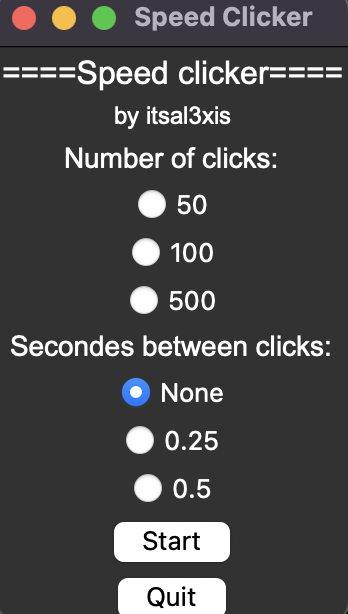 Speed Clicker
====Speed clicker====
by itsal3xis
Number of clicks:
50
100
500
Secondes between clicks:
None
0.25
0.5
Start
Quit